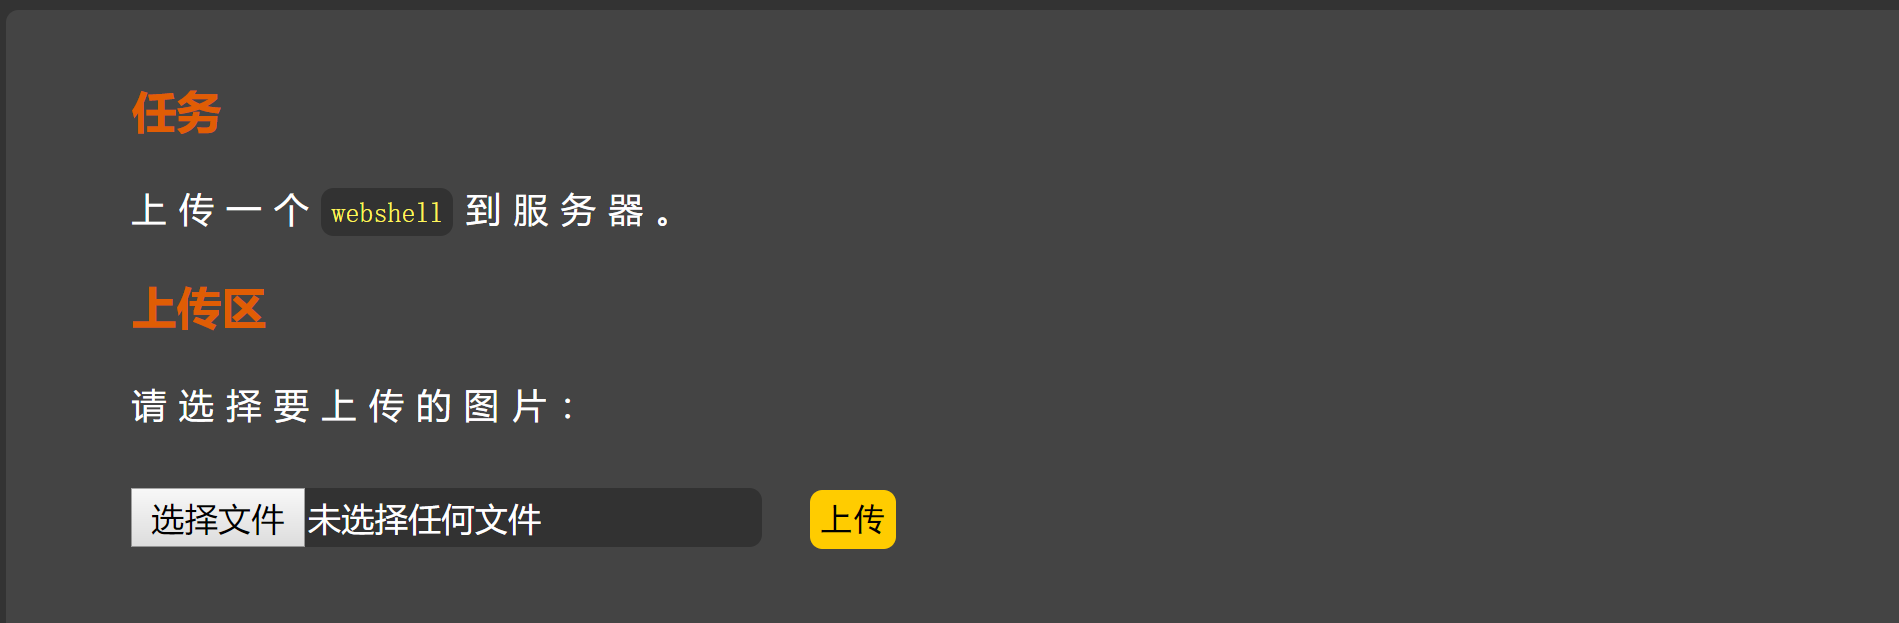 任务
上传一个 webshell 到服务器。
上传区
请选择要上传的图片：
选择文件 未选择任何文件 上传